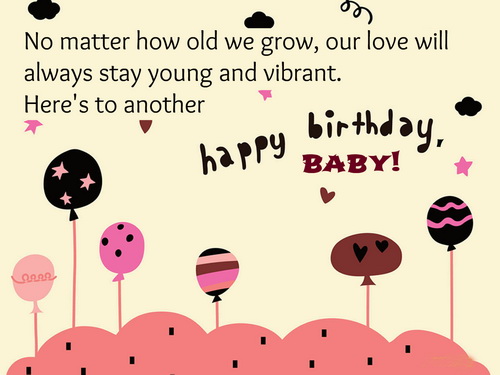 No matter how old we grow, our love will
always stay young and vibrant.
Here's to another
happy birthday,
BABY!